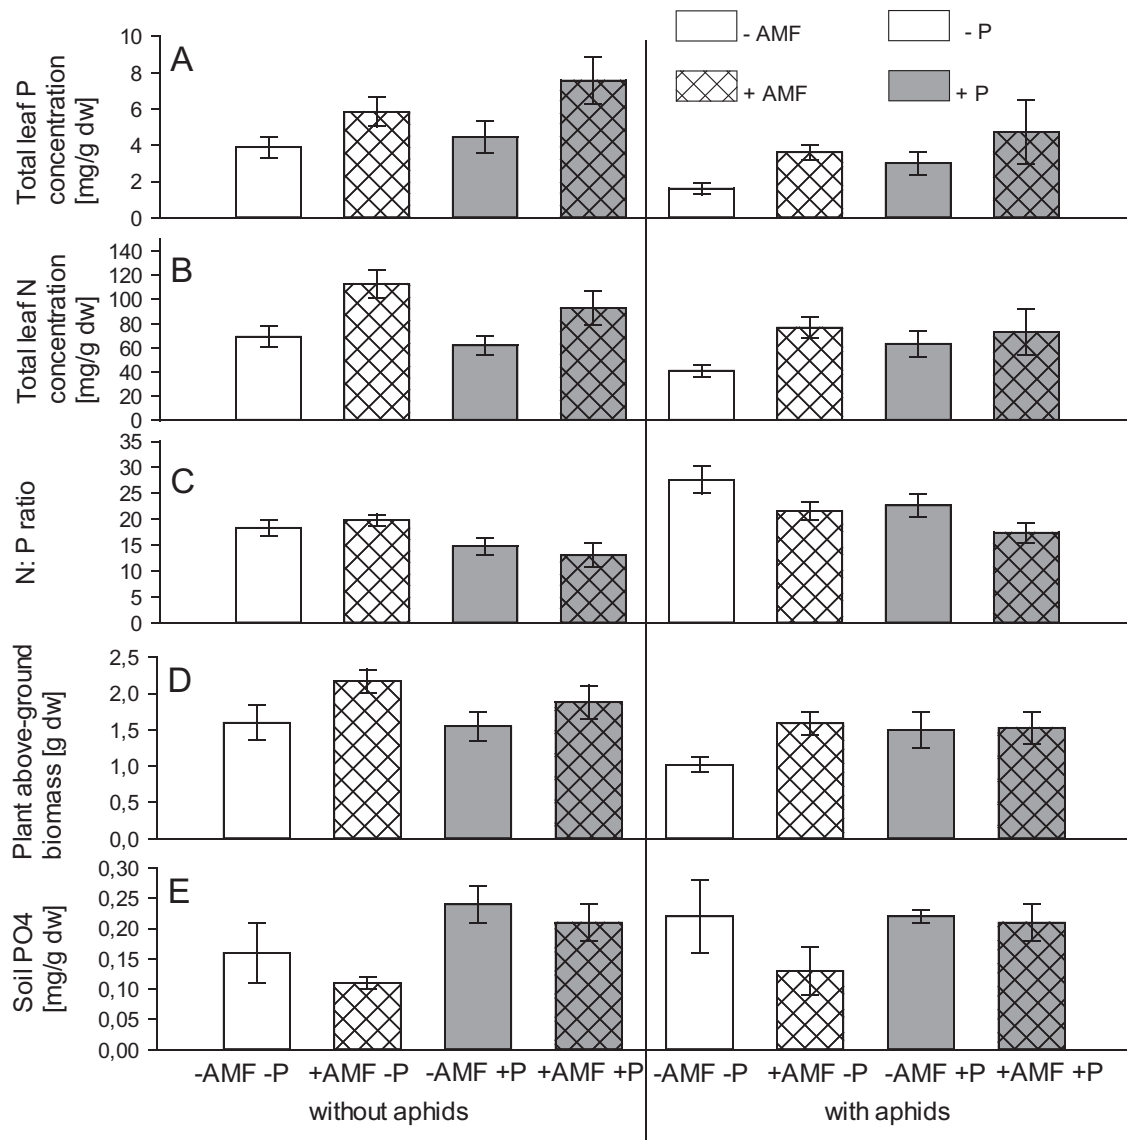 - AMF
- P
+ AMF
+ P
A
Total leaf P
concentration
[mg/g dw]
10
8
6
4
2
0
B
Total leaf N
concentration
[mg/g dw]
140
120
100
80
60
40
20
0
C
N: P ratio
35
30
25
20
15
10
5
0
D
Plant above-ground
biomass [g dw]
2,5
2,0
1,5
1,0
0,5
0,0
E
Soil PO4
[mg/g dw]
0,30
0,25
0,20
0,15
0,10
0,05
0,00
-AMF -P +AMF -P -AMF +P +AMF +P -AMF -P +AMF -P -AMF +P +AMF +P
without aphids with aphids